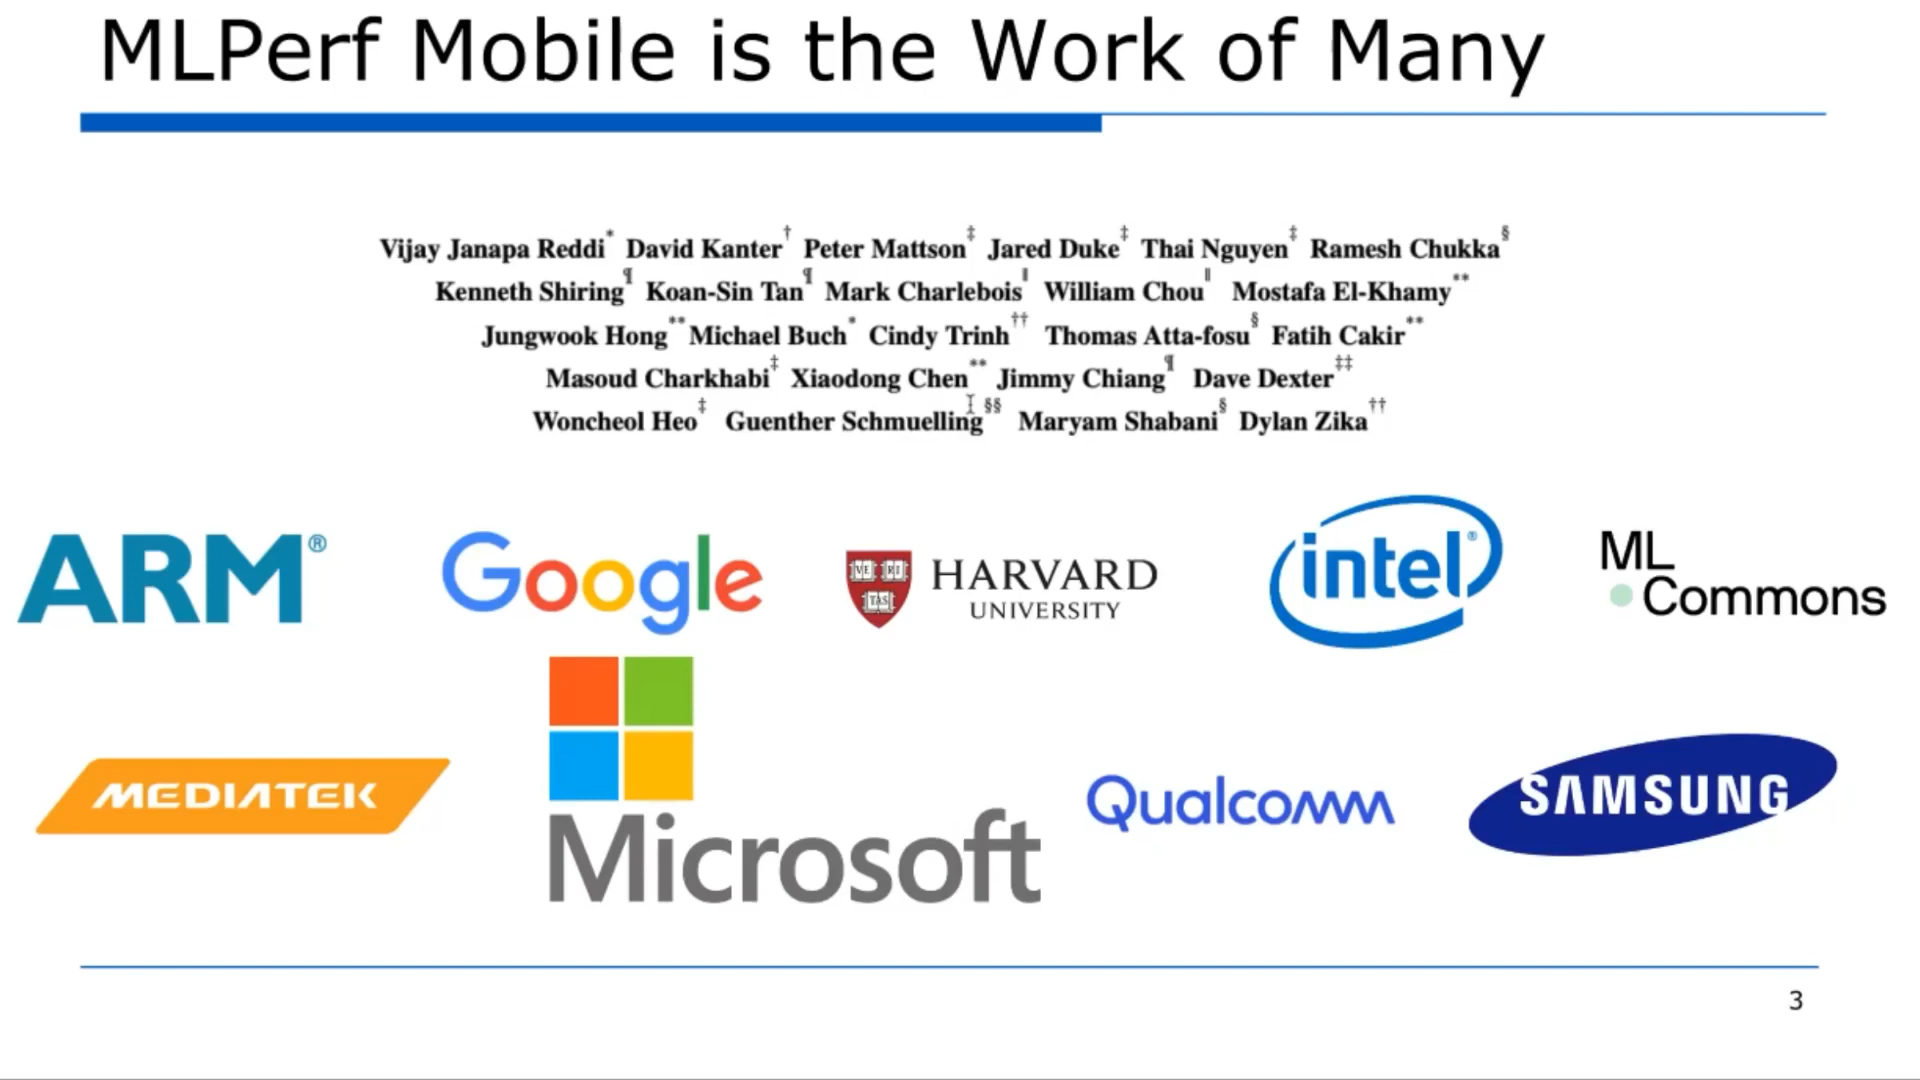 MLPerf Mobile is the Work of Many
Vijay Janapa Reddi* David Kanter† Peter Mattson‡ Jared Duke‡ Thai Nguyen‡ Ramesh Chukka§
Kenneth Shiring¶ Koan-Sin Tan¶ Mark Charlebois‖ William Chou‖ Mostafa El-Khamy**
Jungwook Hong** Michael Buch* Cindy Trinh†† Thomas Atta-fosu§ Fatih Cakir**
Masoud Charkhabi‡ Xiaodong Chen** Jimmy Chiang¶ Dave Dexter‡‡
Woncheol Heo‡ Guenther Schmuelling§§ Maryam Shabani§ Dylan Zika††
ARM®
Google
VE RI TAS
HARVARD
UNIVERSITY
intel®
ML
Commons
MEDIATEK
Microsoft
Qualcomm
SAMSUNG
3